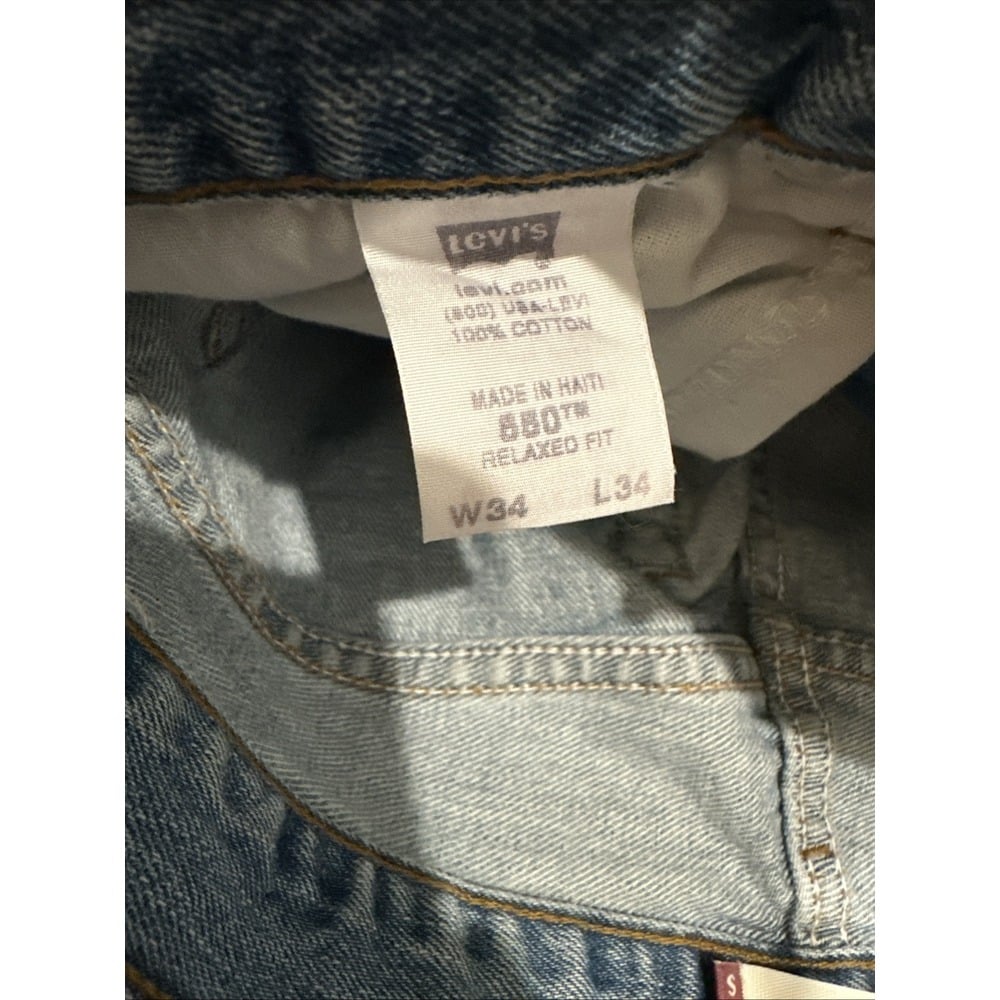 Levi's
levi.com
(800) USA-LEVI
100% COTTON
MADE IN HAITI
550™
RELAXED FIT
W34 L34
S